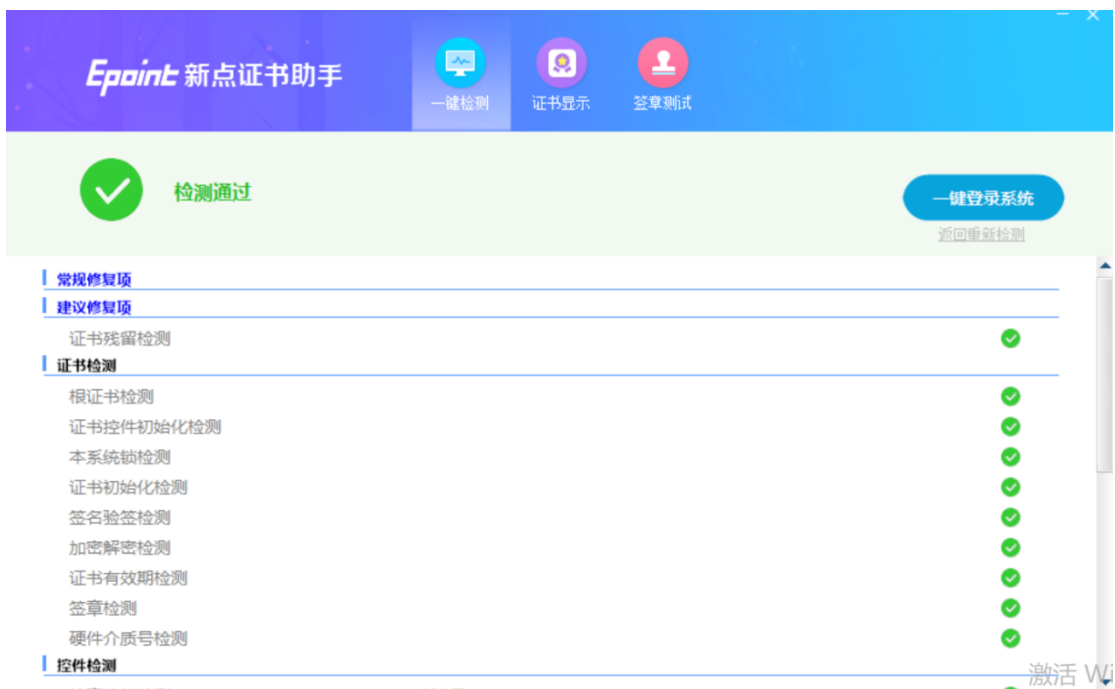 Epoint 新点证书助手
一键检测
证书显示
签章测试
检测通过
一键登录系统
返回重新检测
常规修复项
建议修复项
证书残留检测
证书检测
根证书检测
证书控件初始化检测
本系统锁检测
证书初始化检测
签名验签检测
加密解密检测
证书有效期检测
签章检测
硬件介质号检测
控件检测
激活 Wi